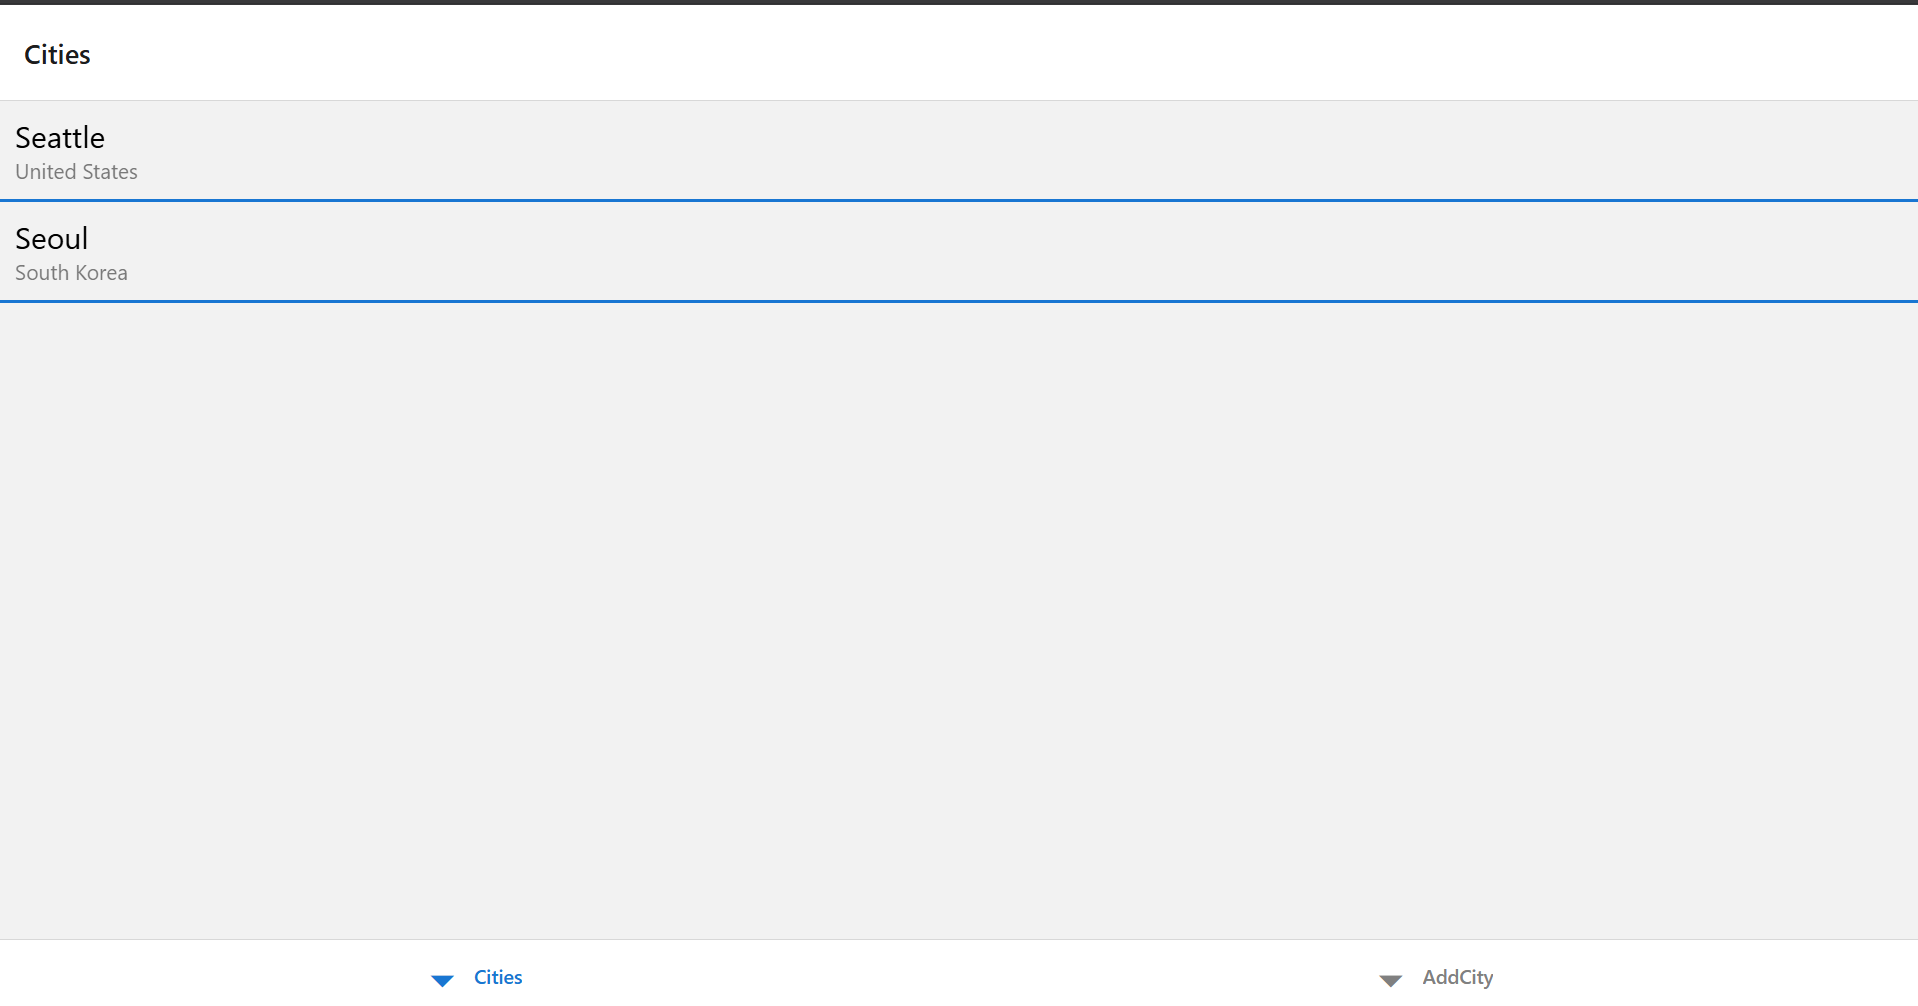 Cities
Seattle
United States
Seoul
South Korea
Cities
AddCity